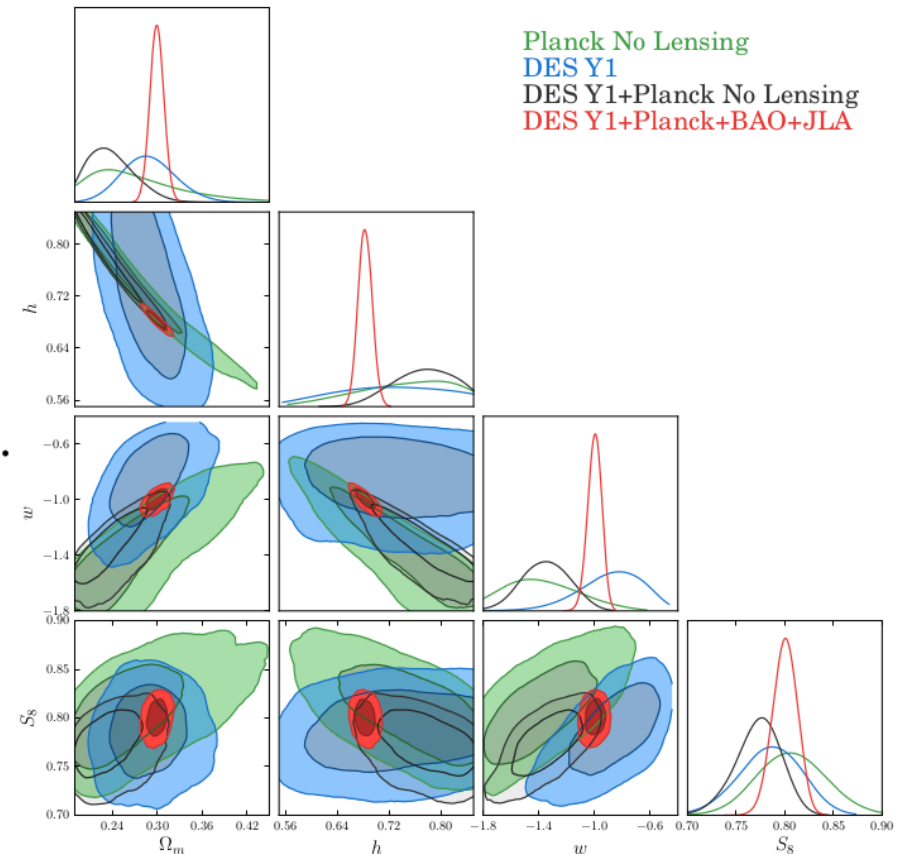 Planck No Lensing
DES Y1
DES Y1+Planck No Lensing
DES Y1+Planck+BAO+JLA
0.80
0.72
h
0.64
0.56
−0.6
−1.0
w
−1.4
−1.8
0.90
0.85
S₈
0.80
0.75
0.70
0.24 0.30 0.36 0.42 0.56 0.64 0.72 0.80 −1.8 −1.4 −1.0 −0.6 0.70 0.75 0.80 0.85 0.90
Ωₘ h w S₈